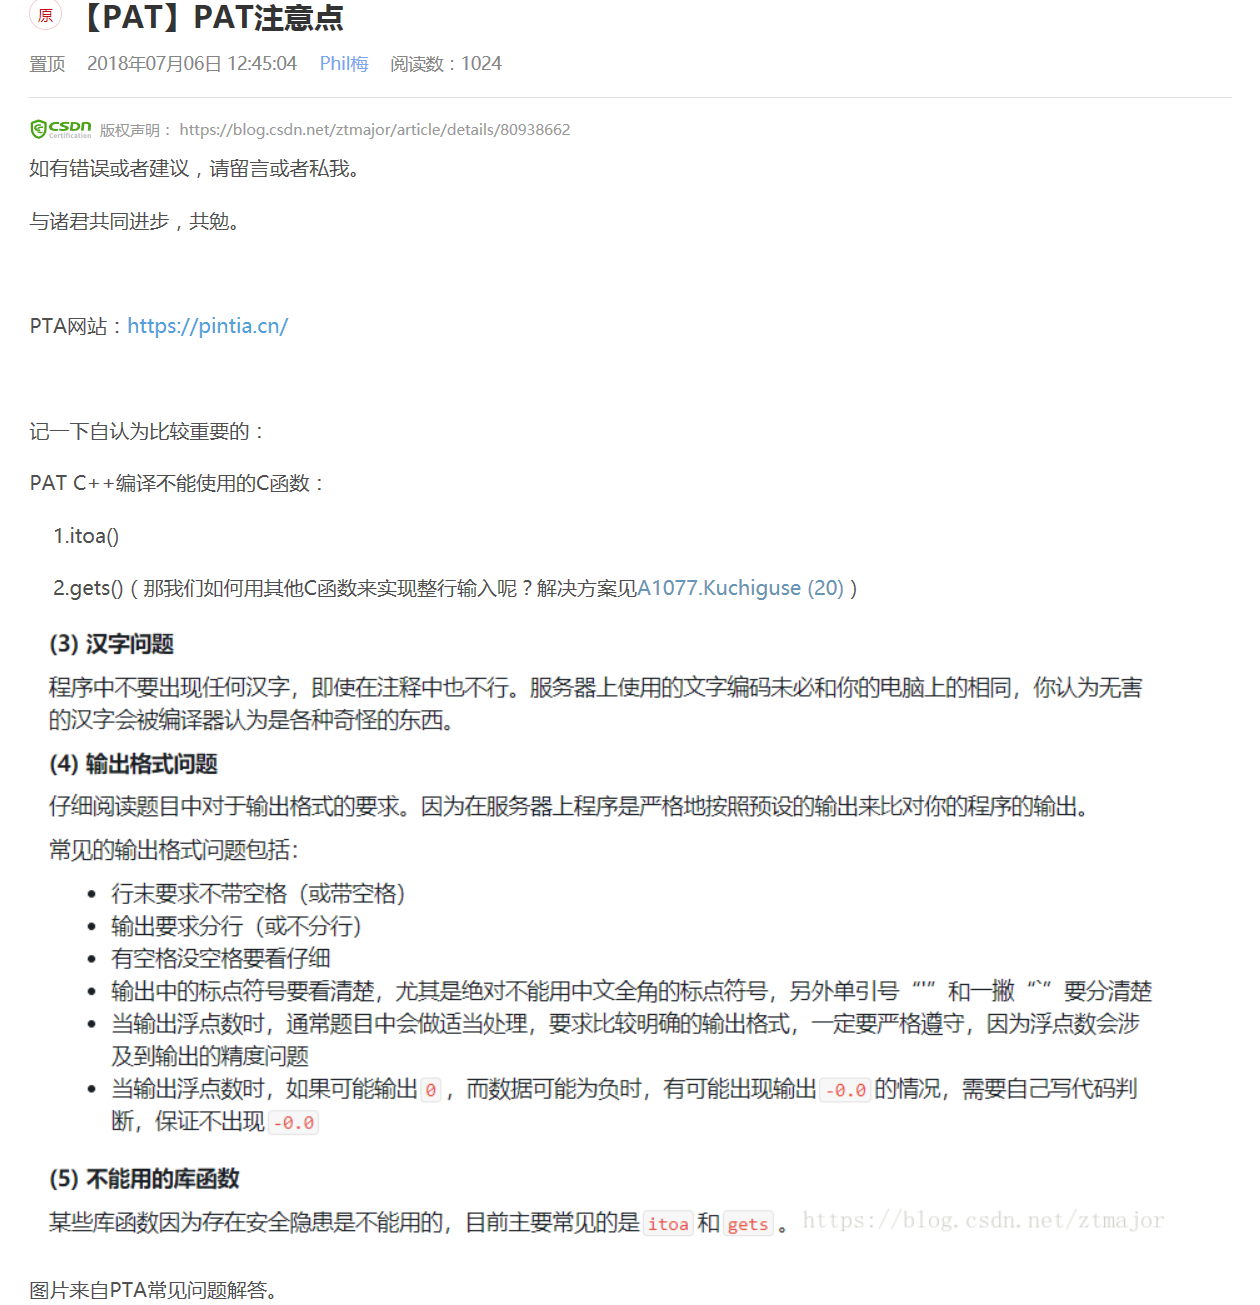 原 【PAT】PAT注意点
置顶 2018年07月06日 12:45:04 Phil梅 阅读数：1024
CSDN Certification 版权声明： https://blog.csdn.net/ztmajor/article/details/80938662
如有错误或者建议，请留言或者私我。
与诸君共同进步，共勉。
PTA网站：https://pintia.cn/
记一下自认为比较重要的：
PAT C++编译不能使用的C函数：
1.itoa()
2.gets()（那我们如何用其他C函数来实现整行输入呢？解决方案见A1077.Kuchiguse (20)）
(3) 汉字问题
程序中不要出现任何汉字，即使在注释中也不行。服务器上使用的文字编码未必和你的电脑上的相同，你认为无害
的汉字会被编译器认为是各种奇怪的东西。
(4) 输出格式问题
仔细阅读题目中对于输出格式的要求。因为在服务器上程序是严格地按照预设的输出来比对你的程序的输出。
常见的输出格式问题包括：
• 行末要求不带空格（或带空格）
• 输出要求分行（或不分行）
• 有空格没空格要看仔细
• 输出中的标点符号要看清楚，尤其是绝对不能用中文全角的标点符号，另外单引号“'”和一撇“`”要分清楚
• 当输出浮点数时，通常题目中会做适当处理，要求比较明确的输出格式，一定要严格遵守，因为浮点数会涉
及到输出的精度问题
• 当输出浮点数时，如果可能输出 0 ，而数据可能为负时，有可能出现输出 -0.0 的情况，需要自己写代码判
断，保证不出现 -0.0
(5) 不能用的库函数
某些库函数因为存在安全隐患是不能用的，目前主要常见的是 itoa 和 gets 。 https://blog.csdn.net/ztmajor
图片来自PTA常见问题解答。